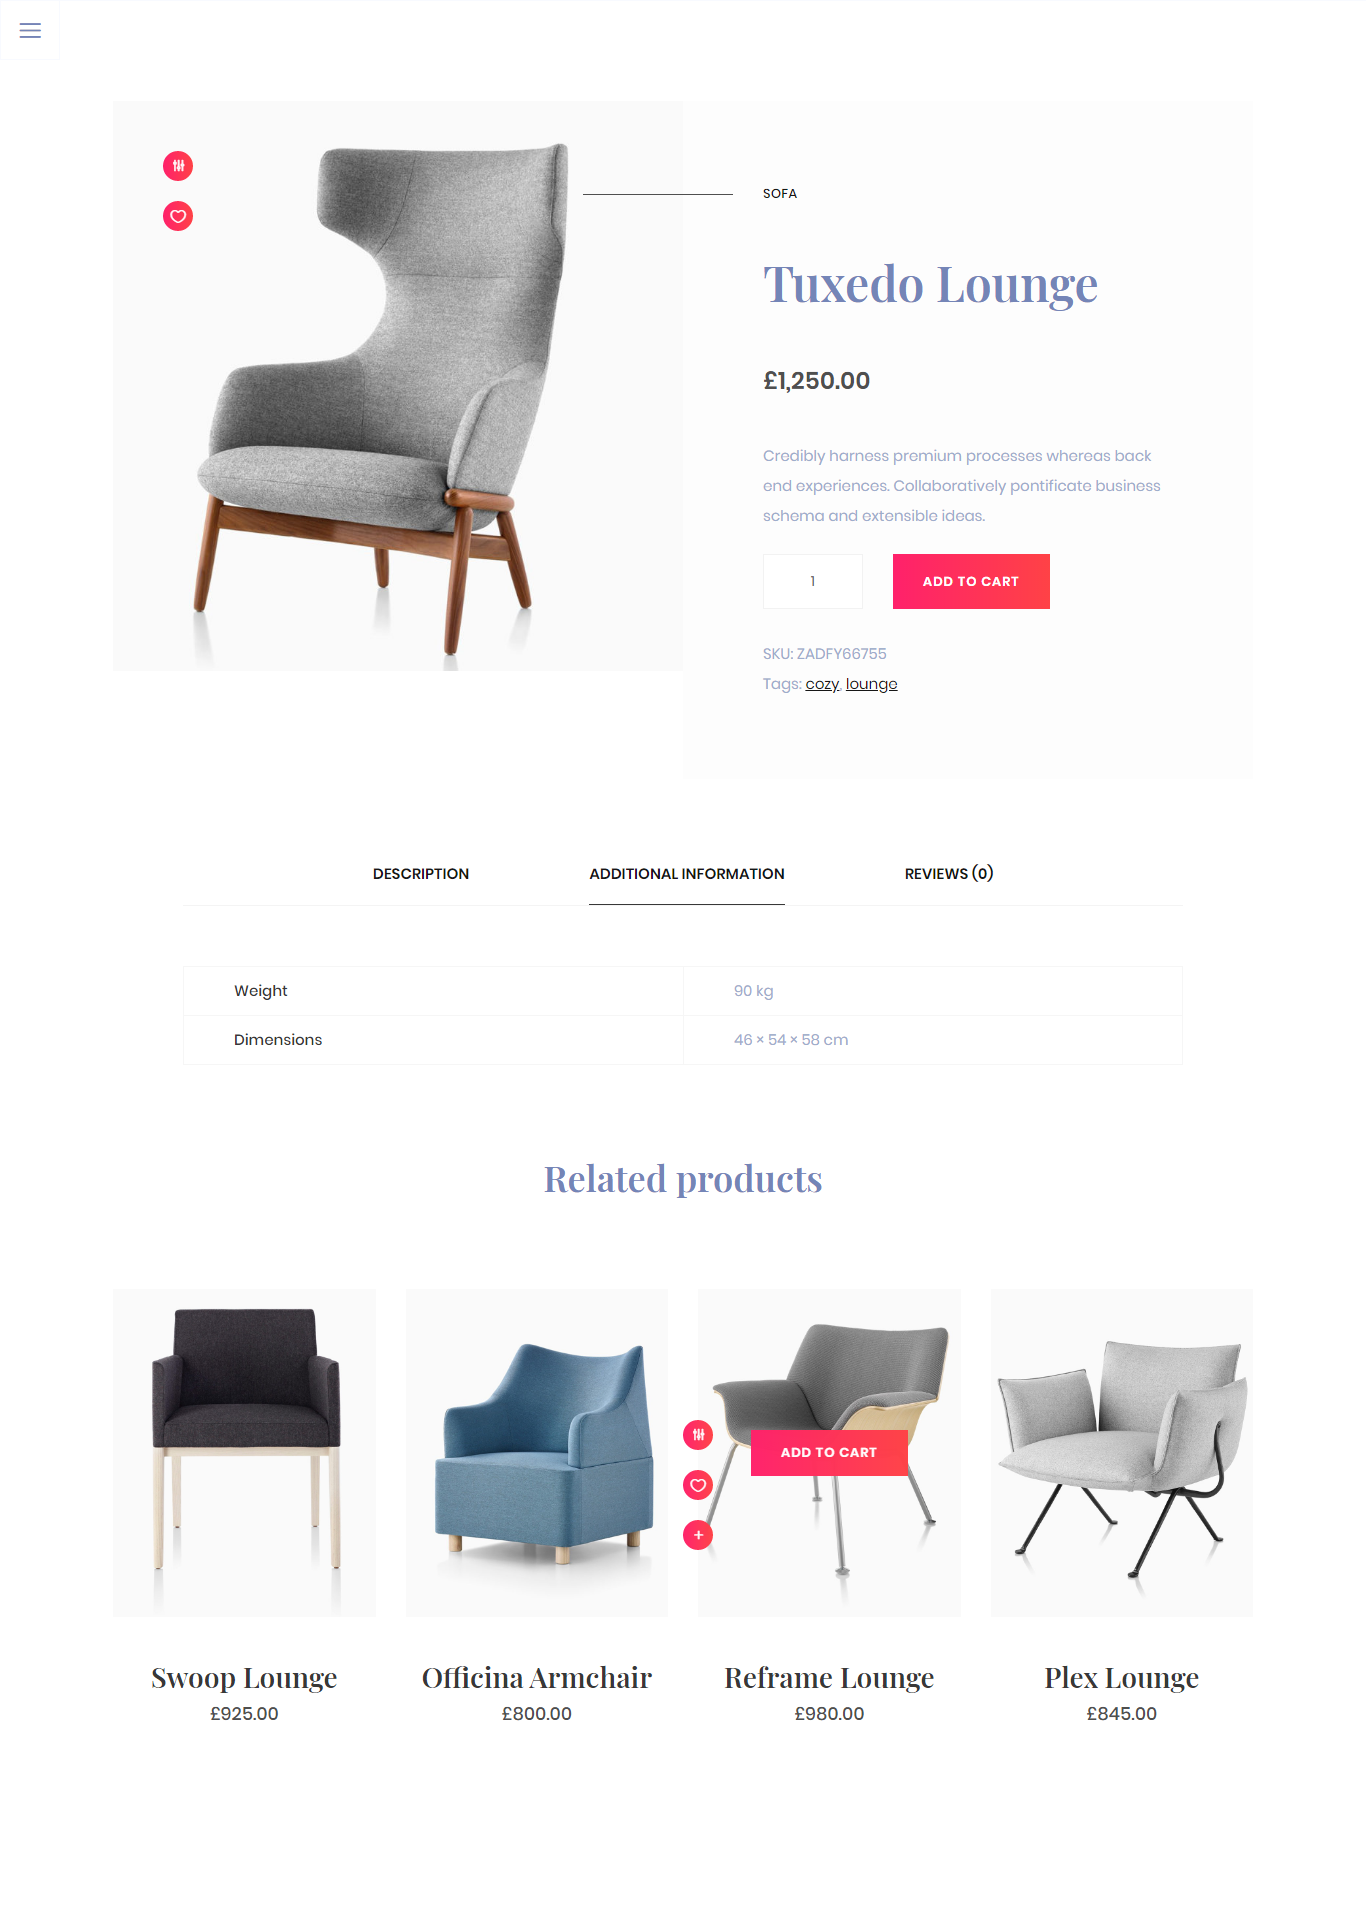 SOFA
Tuxedo Lounge
£1,250.00
Credibly harness premium processes whereas back
end experiences. Collaboratively pontificate business
schema and extensible ideas.
1
ADD TO CART
SKU: ZADFY66755
Tags: cozy, lounge
DESCRIPTION
ADDITIONAL INFORMATION
REVIEWS (0)
Weight
90 kg
Dimensions
46 × 54 × 58 cm
Related products
ADD TO CART
Swoop Lounge
£925.00
Officina Armchair
£800.00
Reframe Lounge
£980.00
Plex Lounge
£845.00